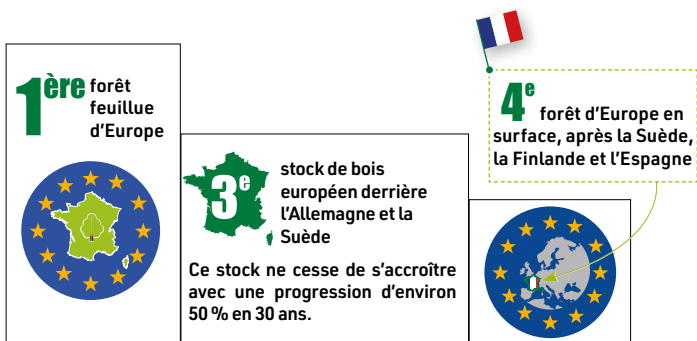 1ère forêt
feuillue
d'Europe
3e
stock de bois
européen derrière
l'Allemagne et la
Suède
Ce stock ne cesse de s'accroître
avec une progression d'environ
50 % en 30 ans.
4e
forêt d'Europe en
surface, après la Suède,
la Finlande et l'Espagne